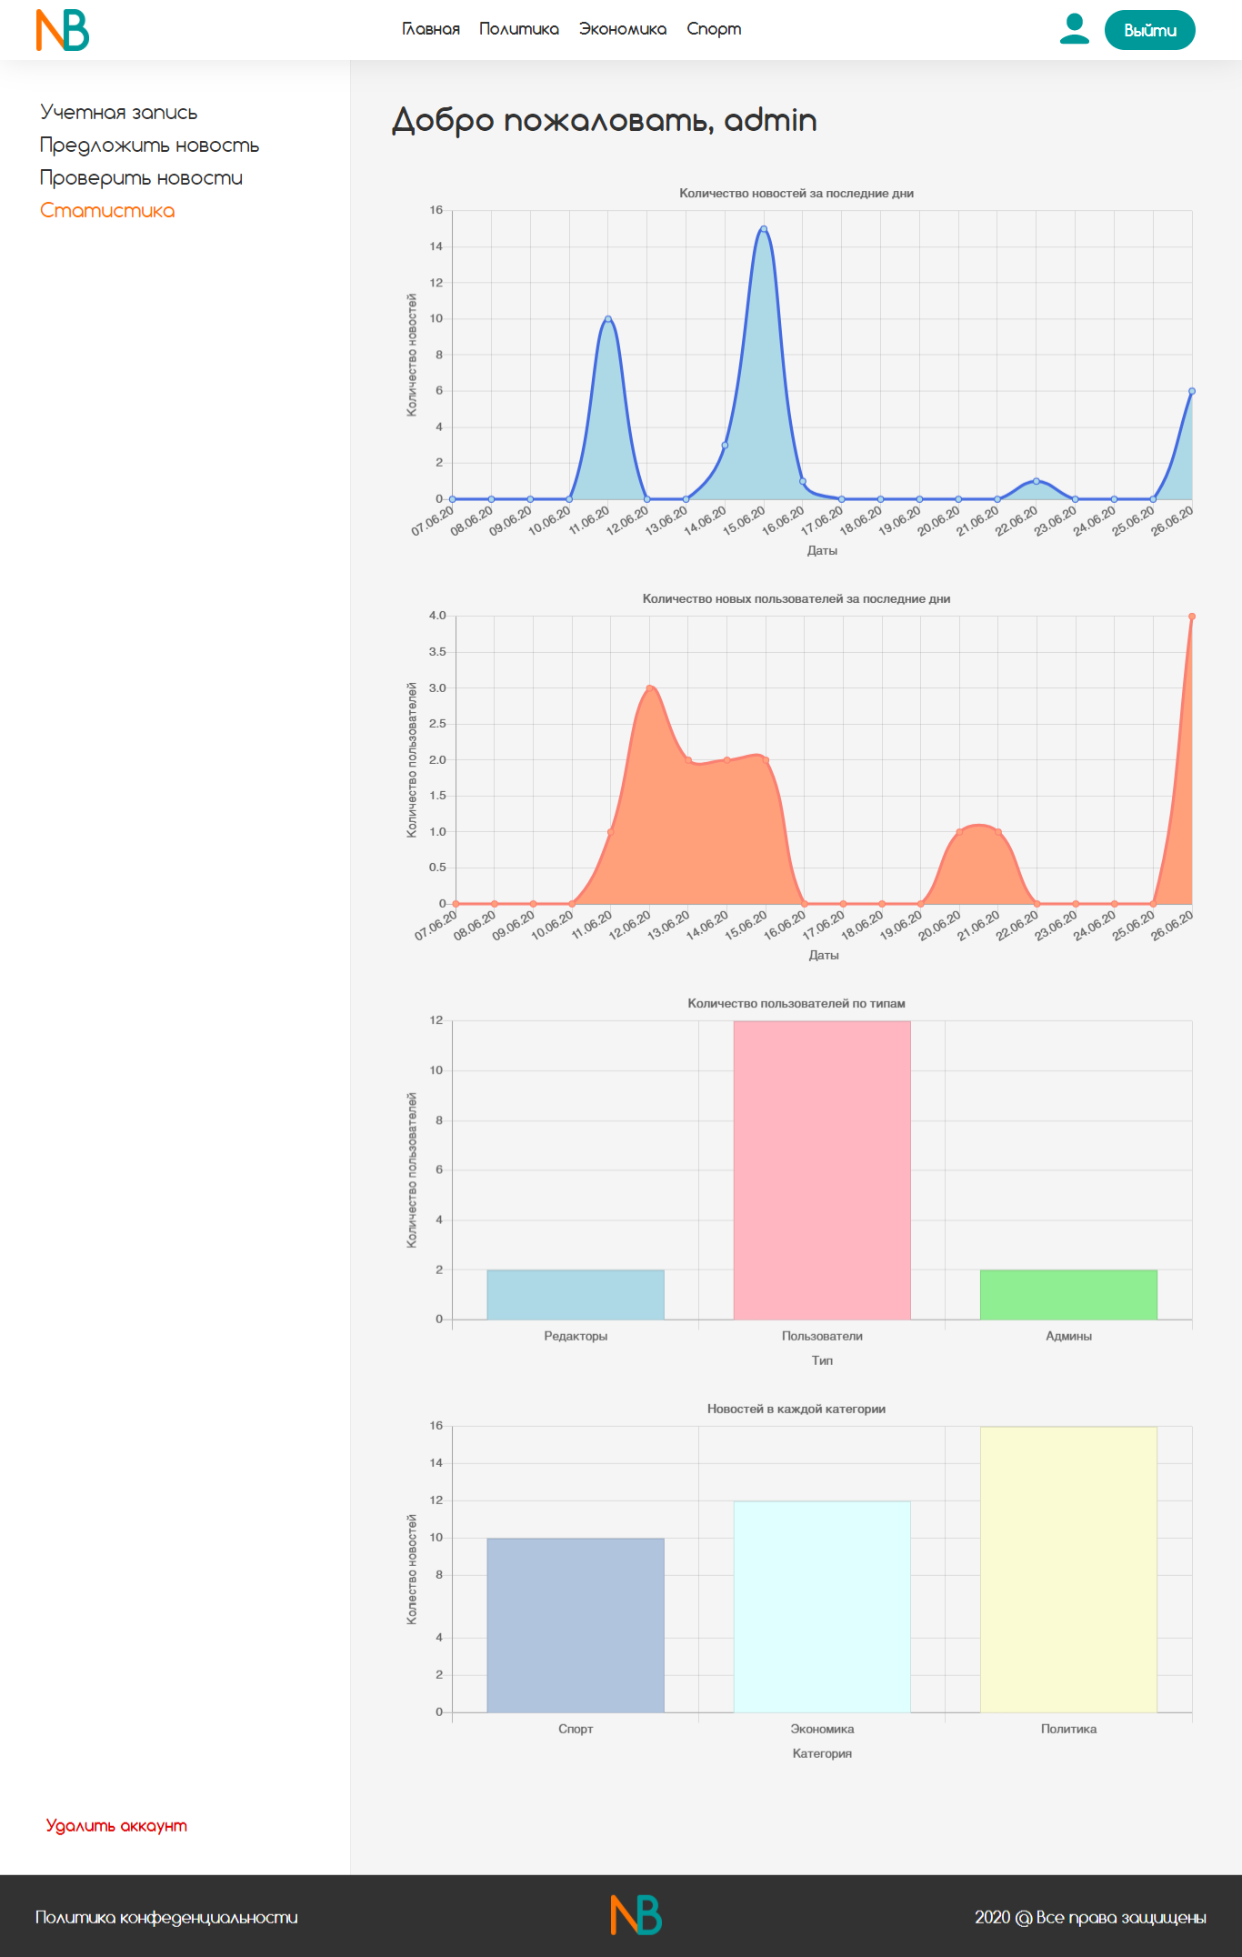 NB
Главная Политика Экономика Спорт
Выйти
Учетная запись
Предложить новость
Проверить новости
Статистика
Добро пожаловать, admin
Количество новостей за последние дни
Количество новостей
16
14
12
10
8
6
4
2
0
07.06.20 08.06.20 09.06.20 10.06.20 11.06.20 12.06.20 13.06.20 14.06.20 15.06.20 16.06.20 17.06.20 18.06.20 19.06.20 20.06.20 21.06.20 22.06.20 23.06.20 24.06.20 25.06.20 26.06.20
Даты
Количество новых пользователей за последние дни
Количество пользователей
4.0
3.5
3.0
2.5
2.0
1.5
1.0
0.5
0
07.06.20 08.06.20 09.06.20 10.06.20 11.06.20 12.06.20 13.06.20 14.06.20 15.06.20 16.06.20 17.06.20 18.06.20 19.06.20 20.06.20 21.06.20 22.06.20 23.06.20 24.06.20 25.06.20 26.06.20
Даты
Количество пользователей по типам
Количество пользователей
12
10
8
6
4
2
0
Редакторы Пользователи Админы
Тип
Новостей в каждой категории
Колество новостей
16
14
12
10
8
4
2
0
Спорт Экономика Политика
Категория
Удалить аккаунт
Политика конфеденциальности
NB
2020 @ Все права защищены